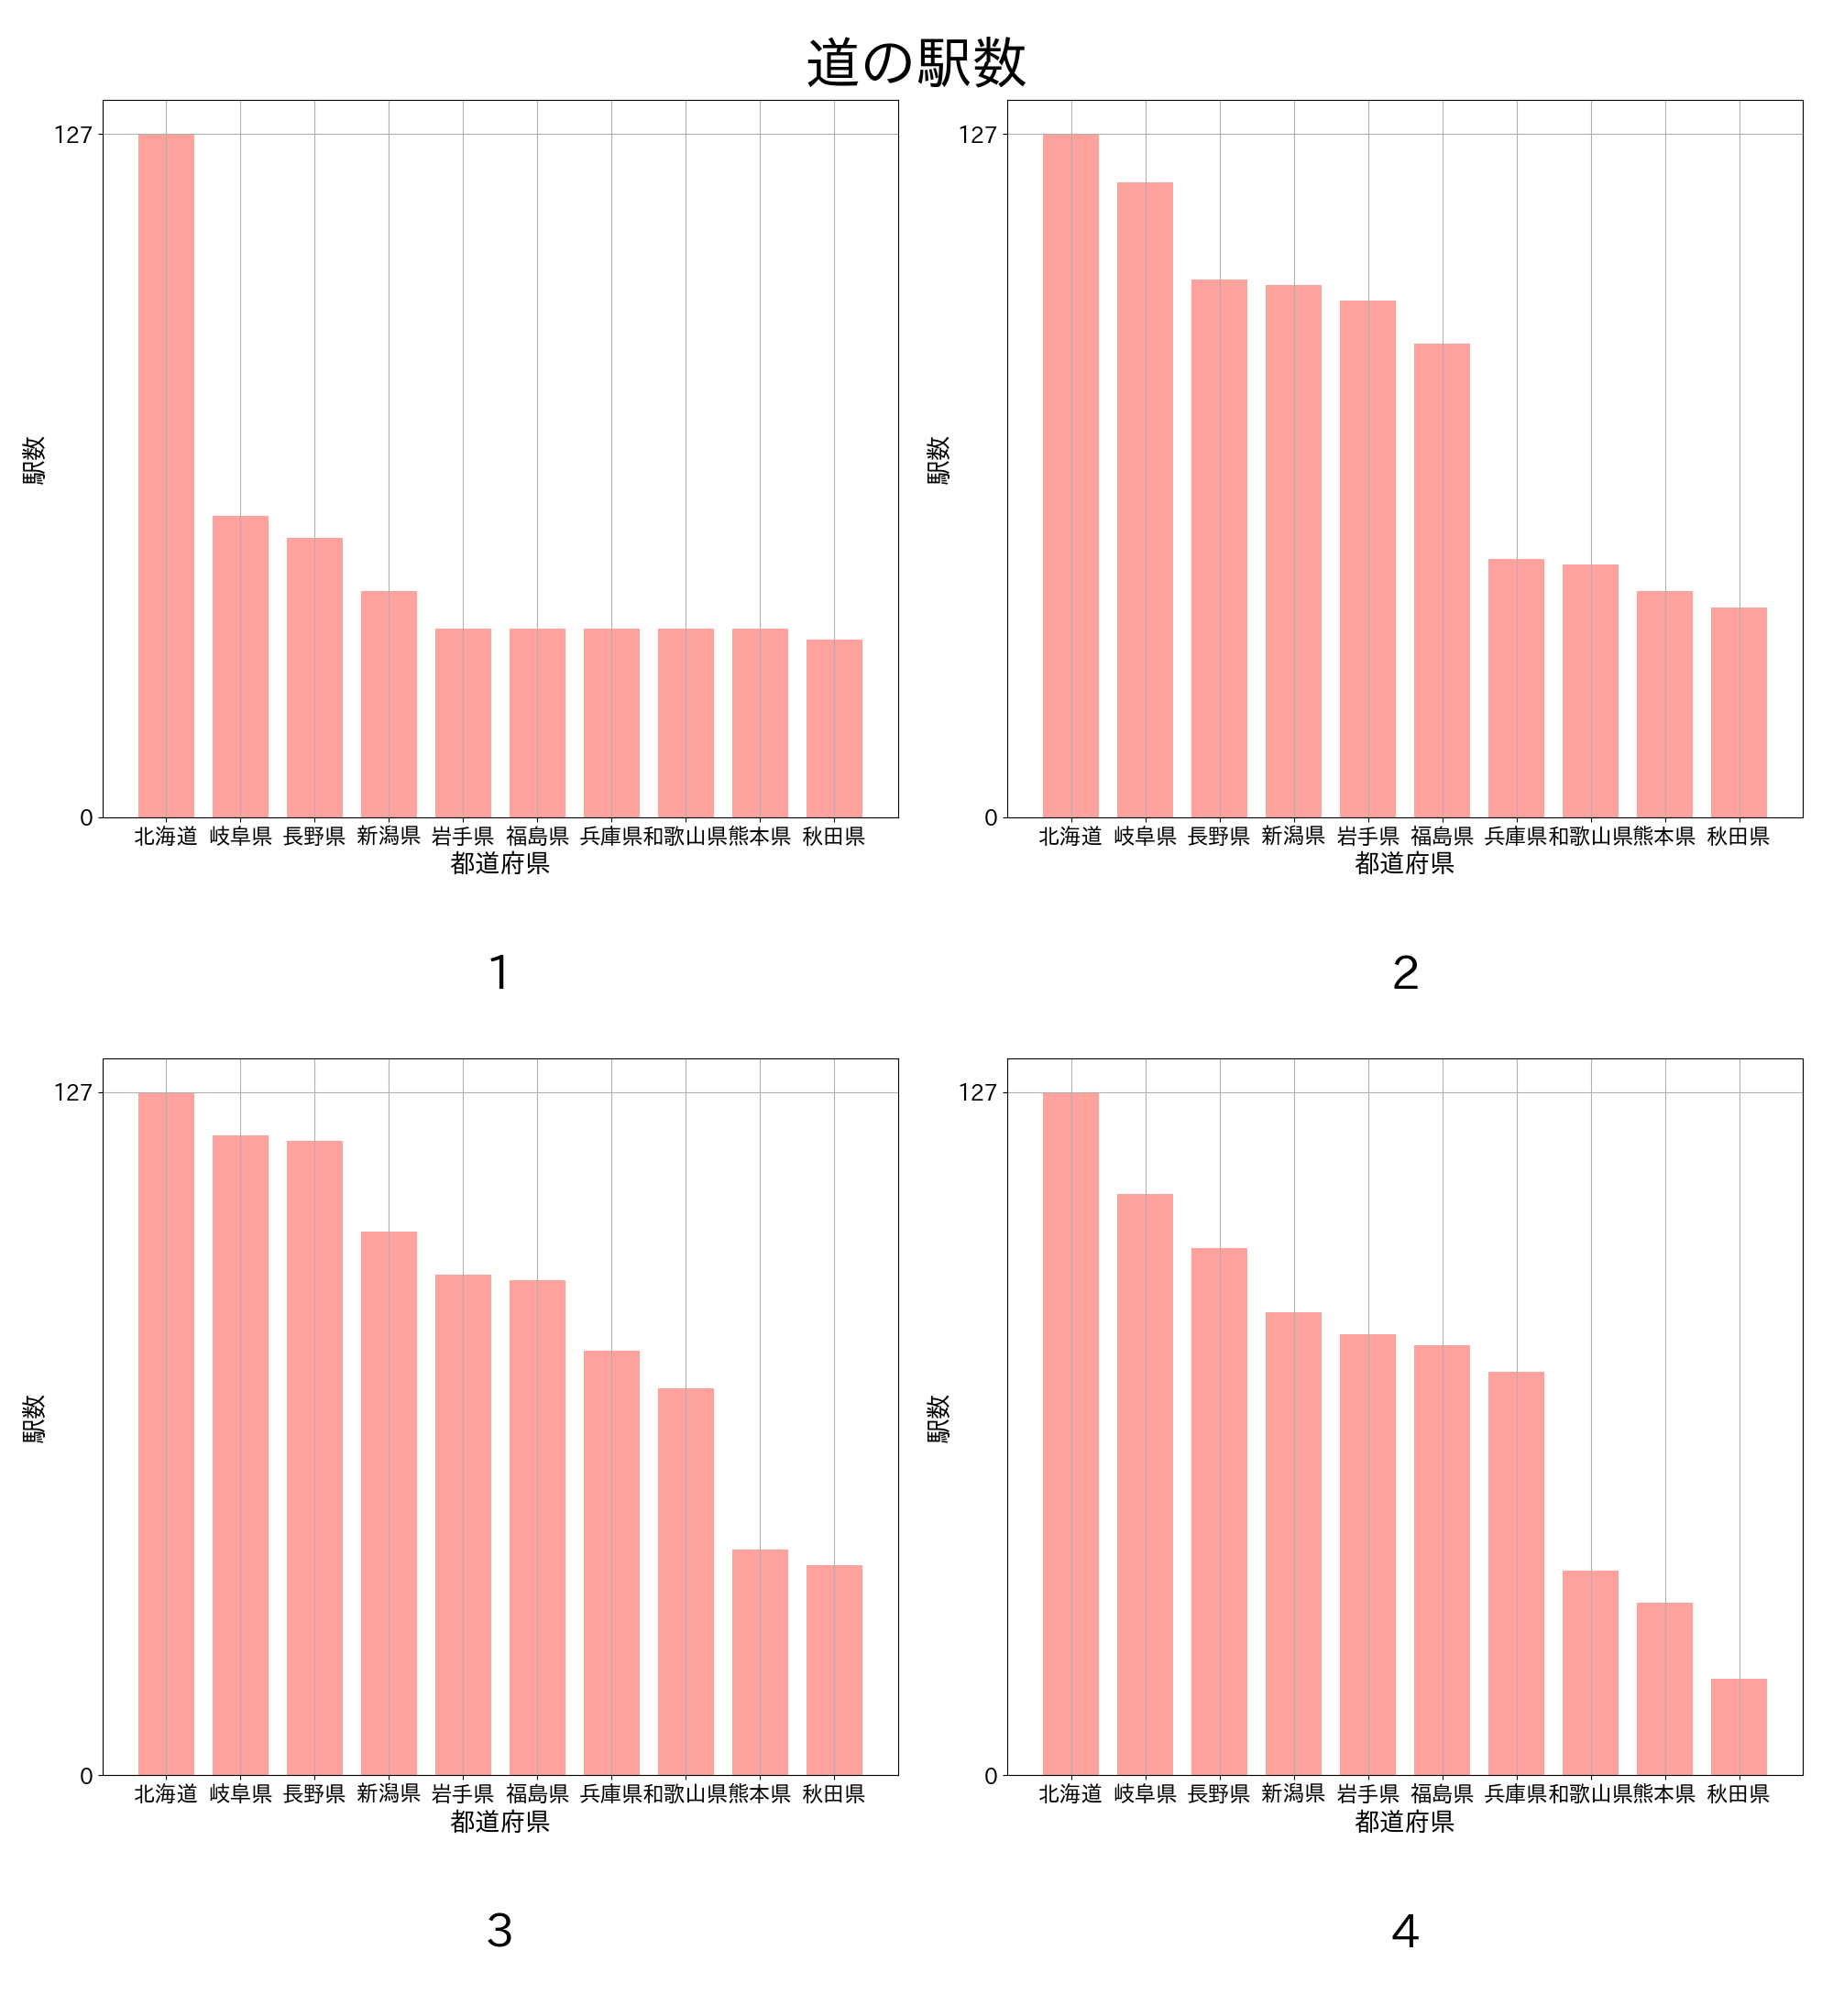 道の駅数
127
0
駅数
北海道 岐阜県 長野県 新潟県 岩手県 福島県 兵庫県 和歌山県 熊本県 秋田県
都道府県
1
127
0
駅数
北海道 岐阜県 長野県 新潟県 岩手県 福島県 兵庫県 和歌山県 熊本県 秋田県
都道府県
2
127
0
駅数
北海道 岐阜県 長野県 新潟県 岩手県 福島県 兵庫県 和歌山県 熊本県 秋田県
都道府県
3
127
0
駅数
北海道 岐阜県 長野県 新潟県 岩手県 福島県 兵庫県 和歌山県 熊本県 秋田県
都道府県
4